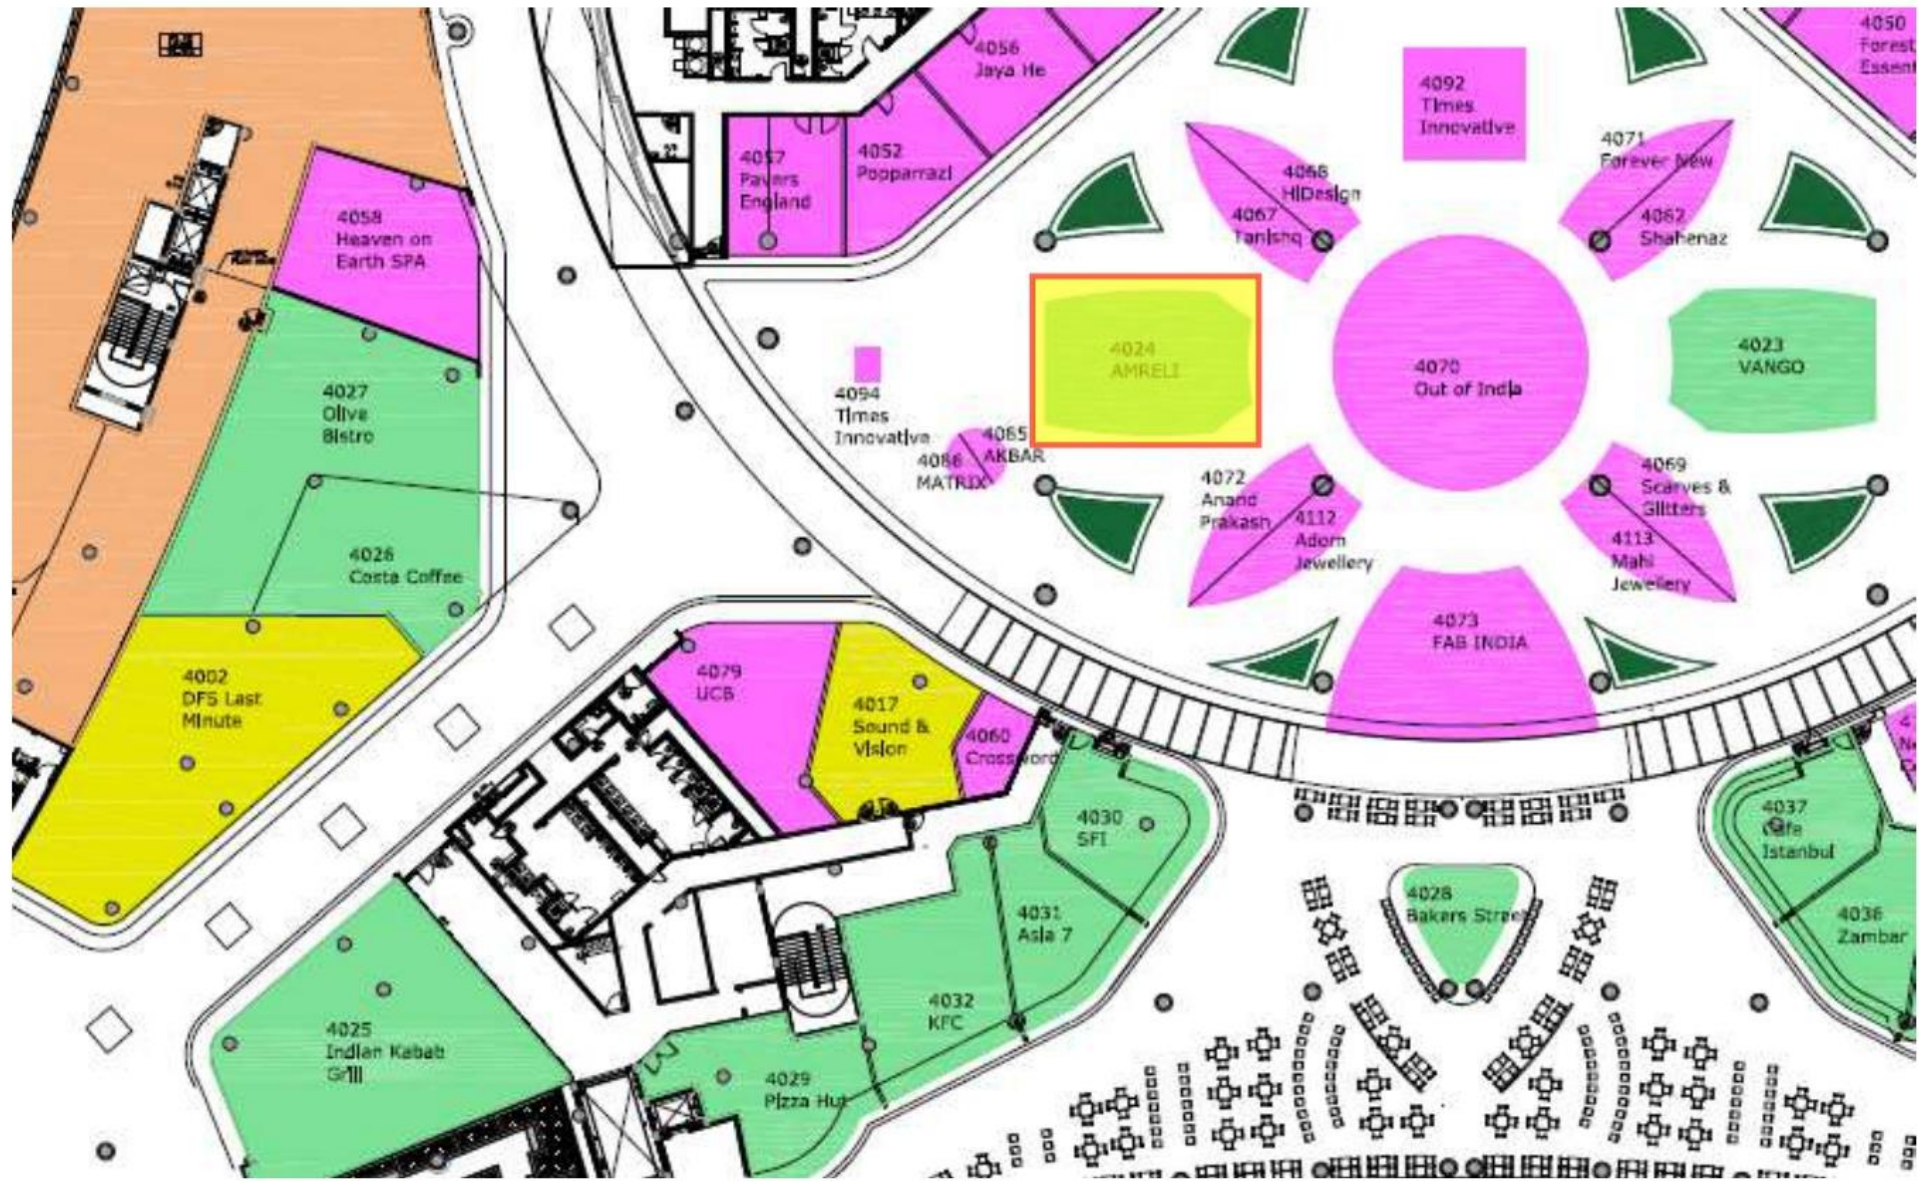 4056
Jaya He
4050
Forest
Essent
4092
Times
Innovative
4071
Forever New
4057
Pavers
England
4052
Popparrazi
4068
HiDesign
4067
Tanishq
4062
Shahenaz
4058
Heaven on
Earth SPA
4024
AMRELI
4023
VANGO
4070
Out of India
4027
Olive
Bistro
4094
Times
Innovative
4085
AKBAR
4086
MATRIX
4072
Anand
Prakash
4069
Scarves &
Glitters
4112
Adorn
Jewellery
4113
Mahi
Jewellery
4026
Costa Coffee
4073
FAB INDIA
4002
DFS Last
Minute
4079
UCB
4017
Sound &
Vision
4060
Crossword
4030
SFI
4037
Cafe
Istanbul
4028
Bakers Street
4031
Asia 7
4036
Zambar
4032
KFC
4025
Indian Kabab
Grill
4029
Pizza Hut